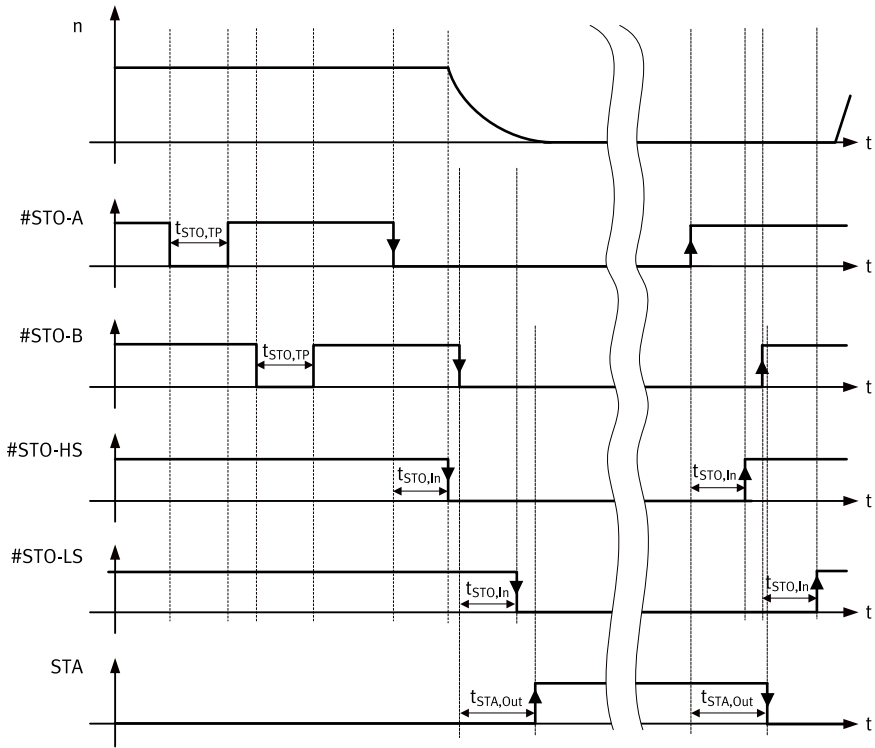 n
t
#STO-A
tSTO,TP
t
#STO-B
tSTO,TP
t
#STO-HS
tSTO,In
tSTO,In
t
#STO-LS
tSTO,In
tSTO,In
t
STA
tSTA,Out
tSTA,Out
t